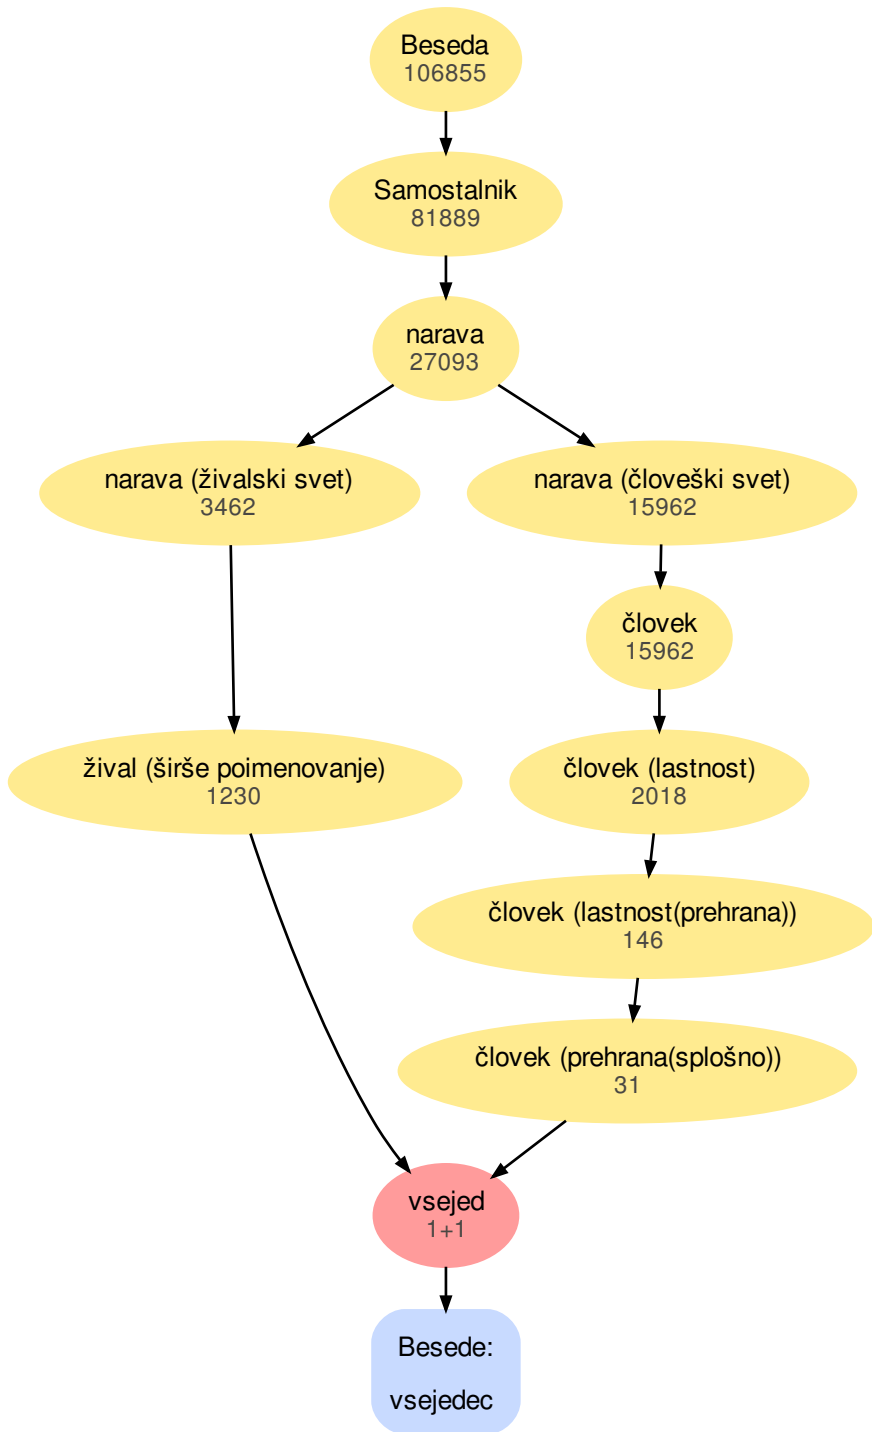 Beseda
106855
Samostalnik
81889
narava
27093
narava (živalski svet)
3462
narava (človeški svet)
15962
človek
15962
žival (širše poimenovanje)
1230
človek (lastnost)
2018
človek (lastnost(prehrana))
146
človek (prehrana(splošno))
31
vsejed
1+1
Besede:
vsejedec